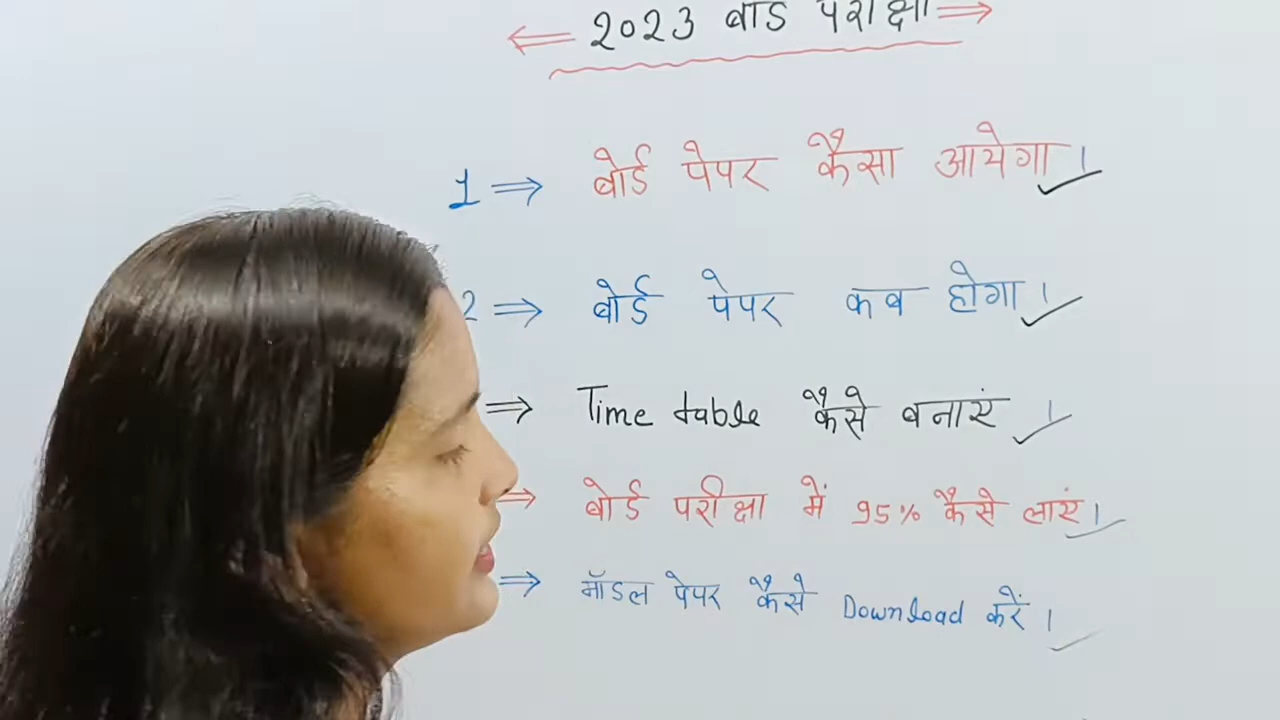 2023 बोर्ड परीक्षा
1 ⇒ बोर्ड पेपर कैसा आयेगा।
2 ⇒ बोर्ड पेपर कब होगा।
⇒ Time table कैसे बनाएं।
⇒ बोर्ड परीक्षा में 95% कैसे लाएं।
⇒ मॉडल पेपर कैसे Download करें।